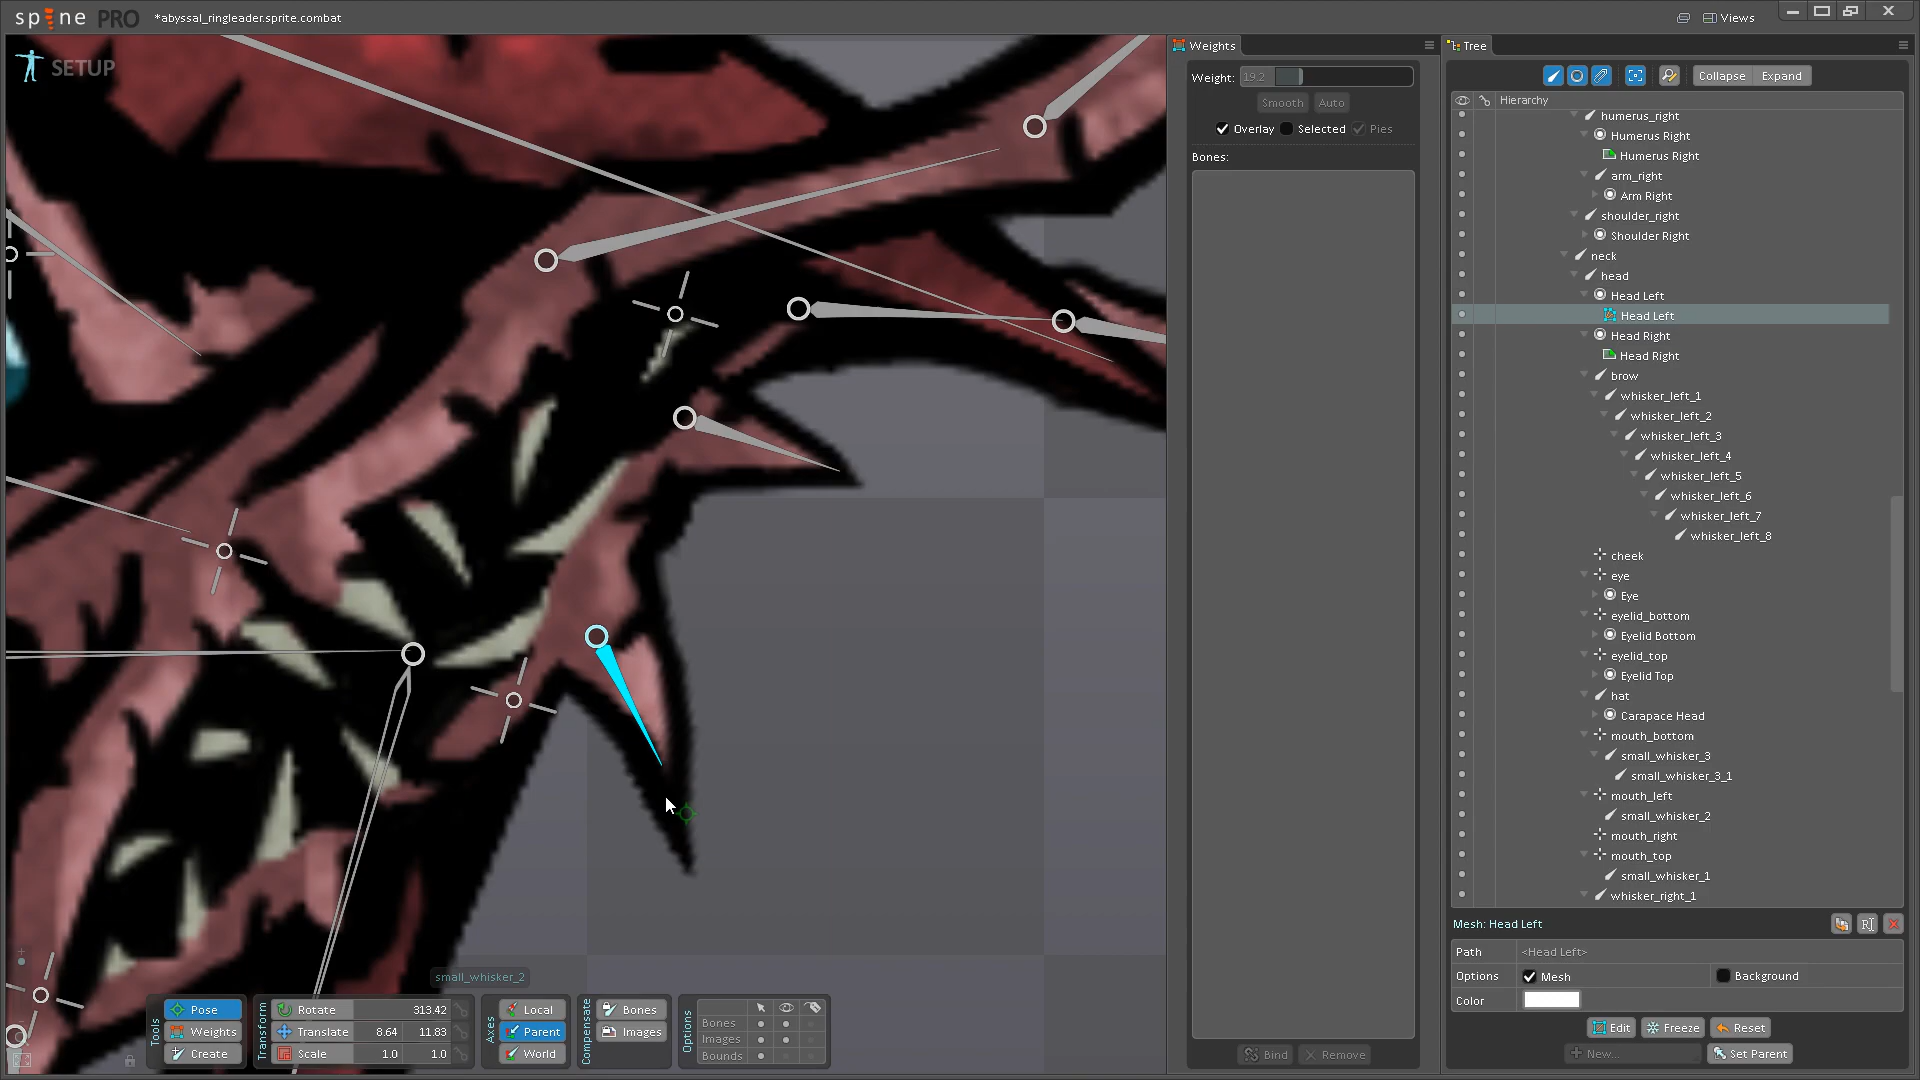 spine PRO
*abyssal_ringleader.sprite.combat
Views
SETUP
Weights
Tree
Weight: 19.2
Smooth
Auto
Overlay
Selected
Pies
Bones:
Bind
Remove
Collapse
Expand
Hierarchy
humerus_right
Humerus Right
Humerus Right
arm_right
Arm Right
shoulder_right
Shoulder Right
neck
head
Head Left
Head Left
Head Right
Head Right
brow
whisker_left_1
whisker_left_2
whisker_left_3
whisker_left_4
whisker_left_5
whisker_left_6
whisker_left_7
whisker_left_8
cheek
eye
Eye
eyelid_bottom
Eyelid Bottom
eyelid_top
Eyelid Top
hat
Carapace Head
mouth_bottom
small_whisker_3
small_whisker_3_1
mouth_left
small_whisker_2
mouth_right
mouth_top
small_whisker_1
whisker_right_1
Mesh: Head Left
Path <Head Left>
Options Mesh Background
Color
Edit Freeze Reset
New... Set Parent
small_whisker_2
Tools
Pose
Weights
Create
Transform
Rotate 313.42
Translate 8.64 11.83
Scale 1.0 1.0
Axes
Local
Parent
World
Compensate
Bones
Images
Options
Bones
Images
Bounds